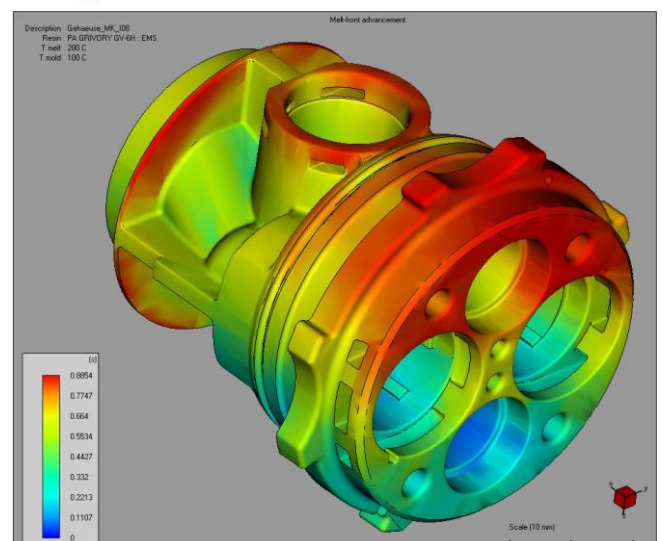 Melt-front advancement
Description Gehaeuse_MK_I08
Resin PA GRIVORY GV-6H : EMS
T melt 280 C
T mold 100 C
(s)
0.8854
0.7747
0.664
0.5534
0.4427
0.332
0.2213
0.1107
0
Scale (10 mm)